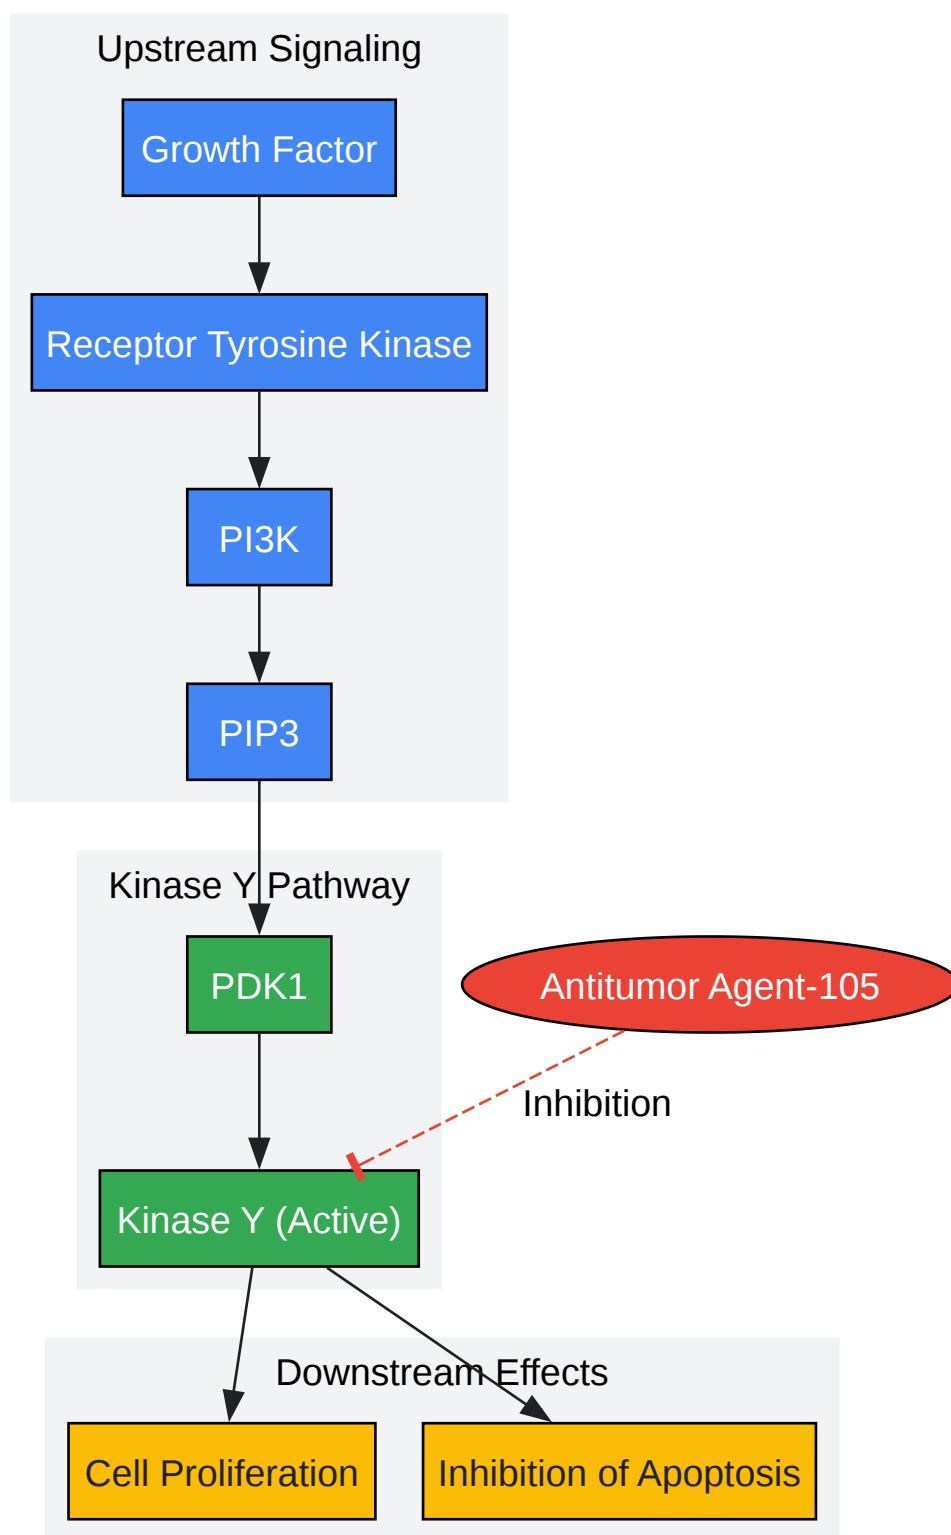 Upstream Signaling
Growth Factor
Receptor Tyrosine Kinase
PI3K
PIP3
Kinase Y Pathway
PDK1
Antitumor Agent-105
Inhibition
Kinase Y (Active)
Downstream Effects
Cell Proliferation
Inhibition of Apoptosis